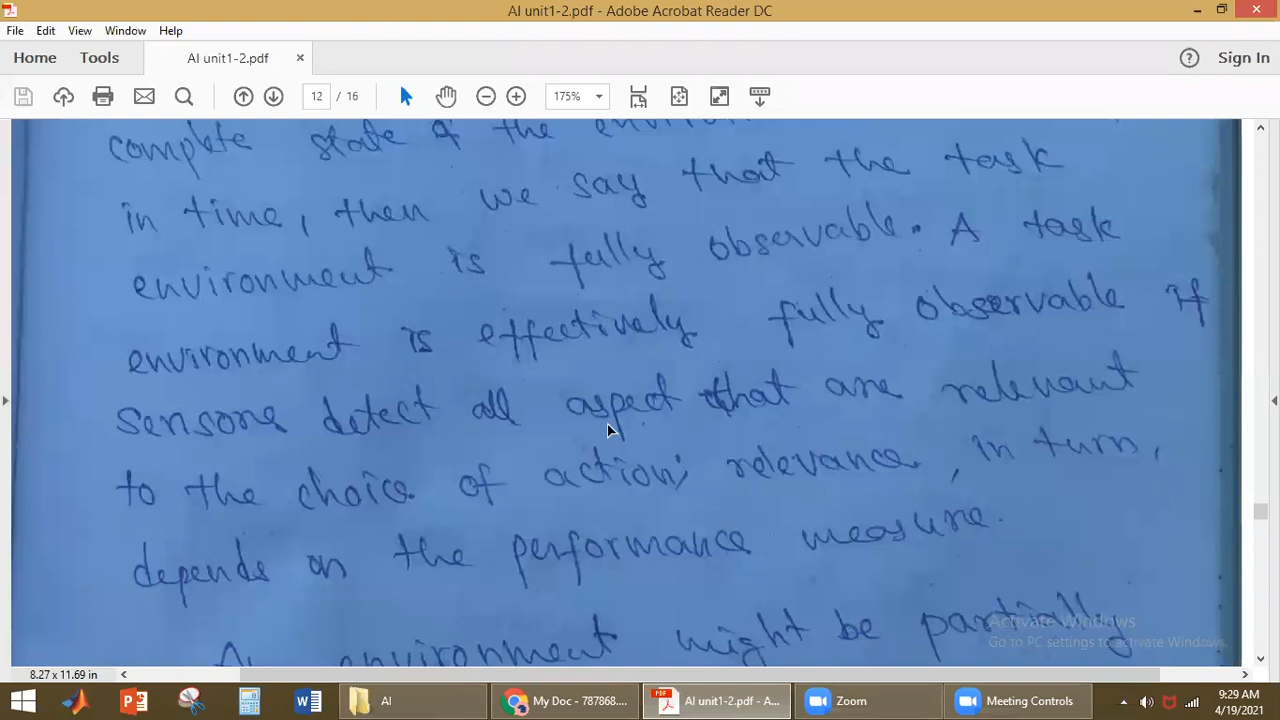 AI unit1-2.pdf - Adobe Acrobat Reader DC
File Edit View Window Help
Home Tools AI unit1-2.pdf × Sign In
12 / 16 175%
complete state of the
in time, then we say that the task
environment is fully observable. A task
environment is effectively fully observable if
sensors detect all aspect that are relevant
to the choice of action; relevance, in turn,
depends on the performance measure.
environment might be partially
Activate Windows
Go to PC settings to activate Windows.
8.27 x 11.69 in
AI My Doc - 787868.... AI unit1-2.pdf - A... Zoom Meeting Controls
9:29 AM
4/19/2021